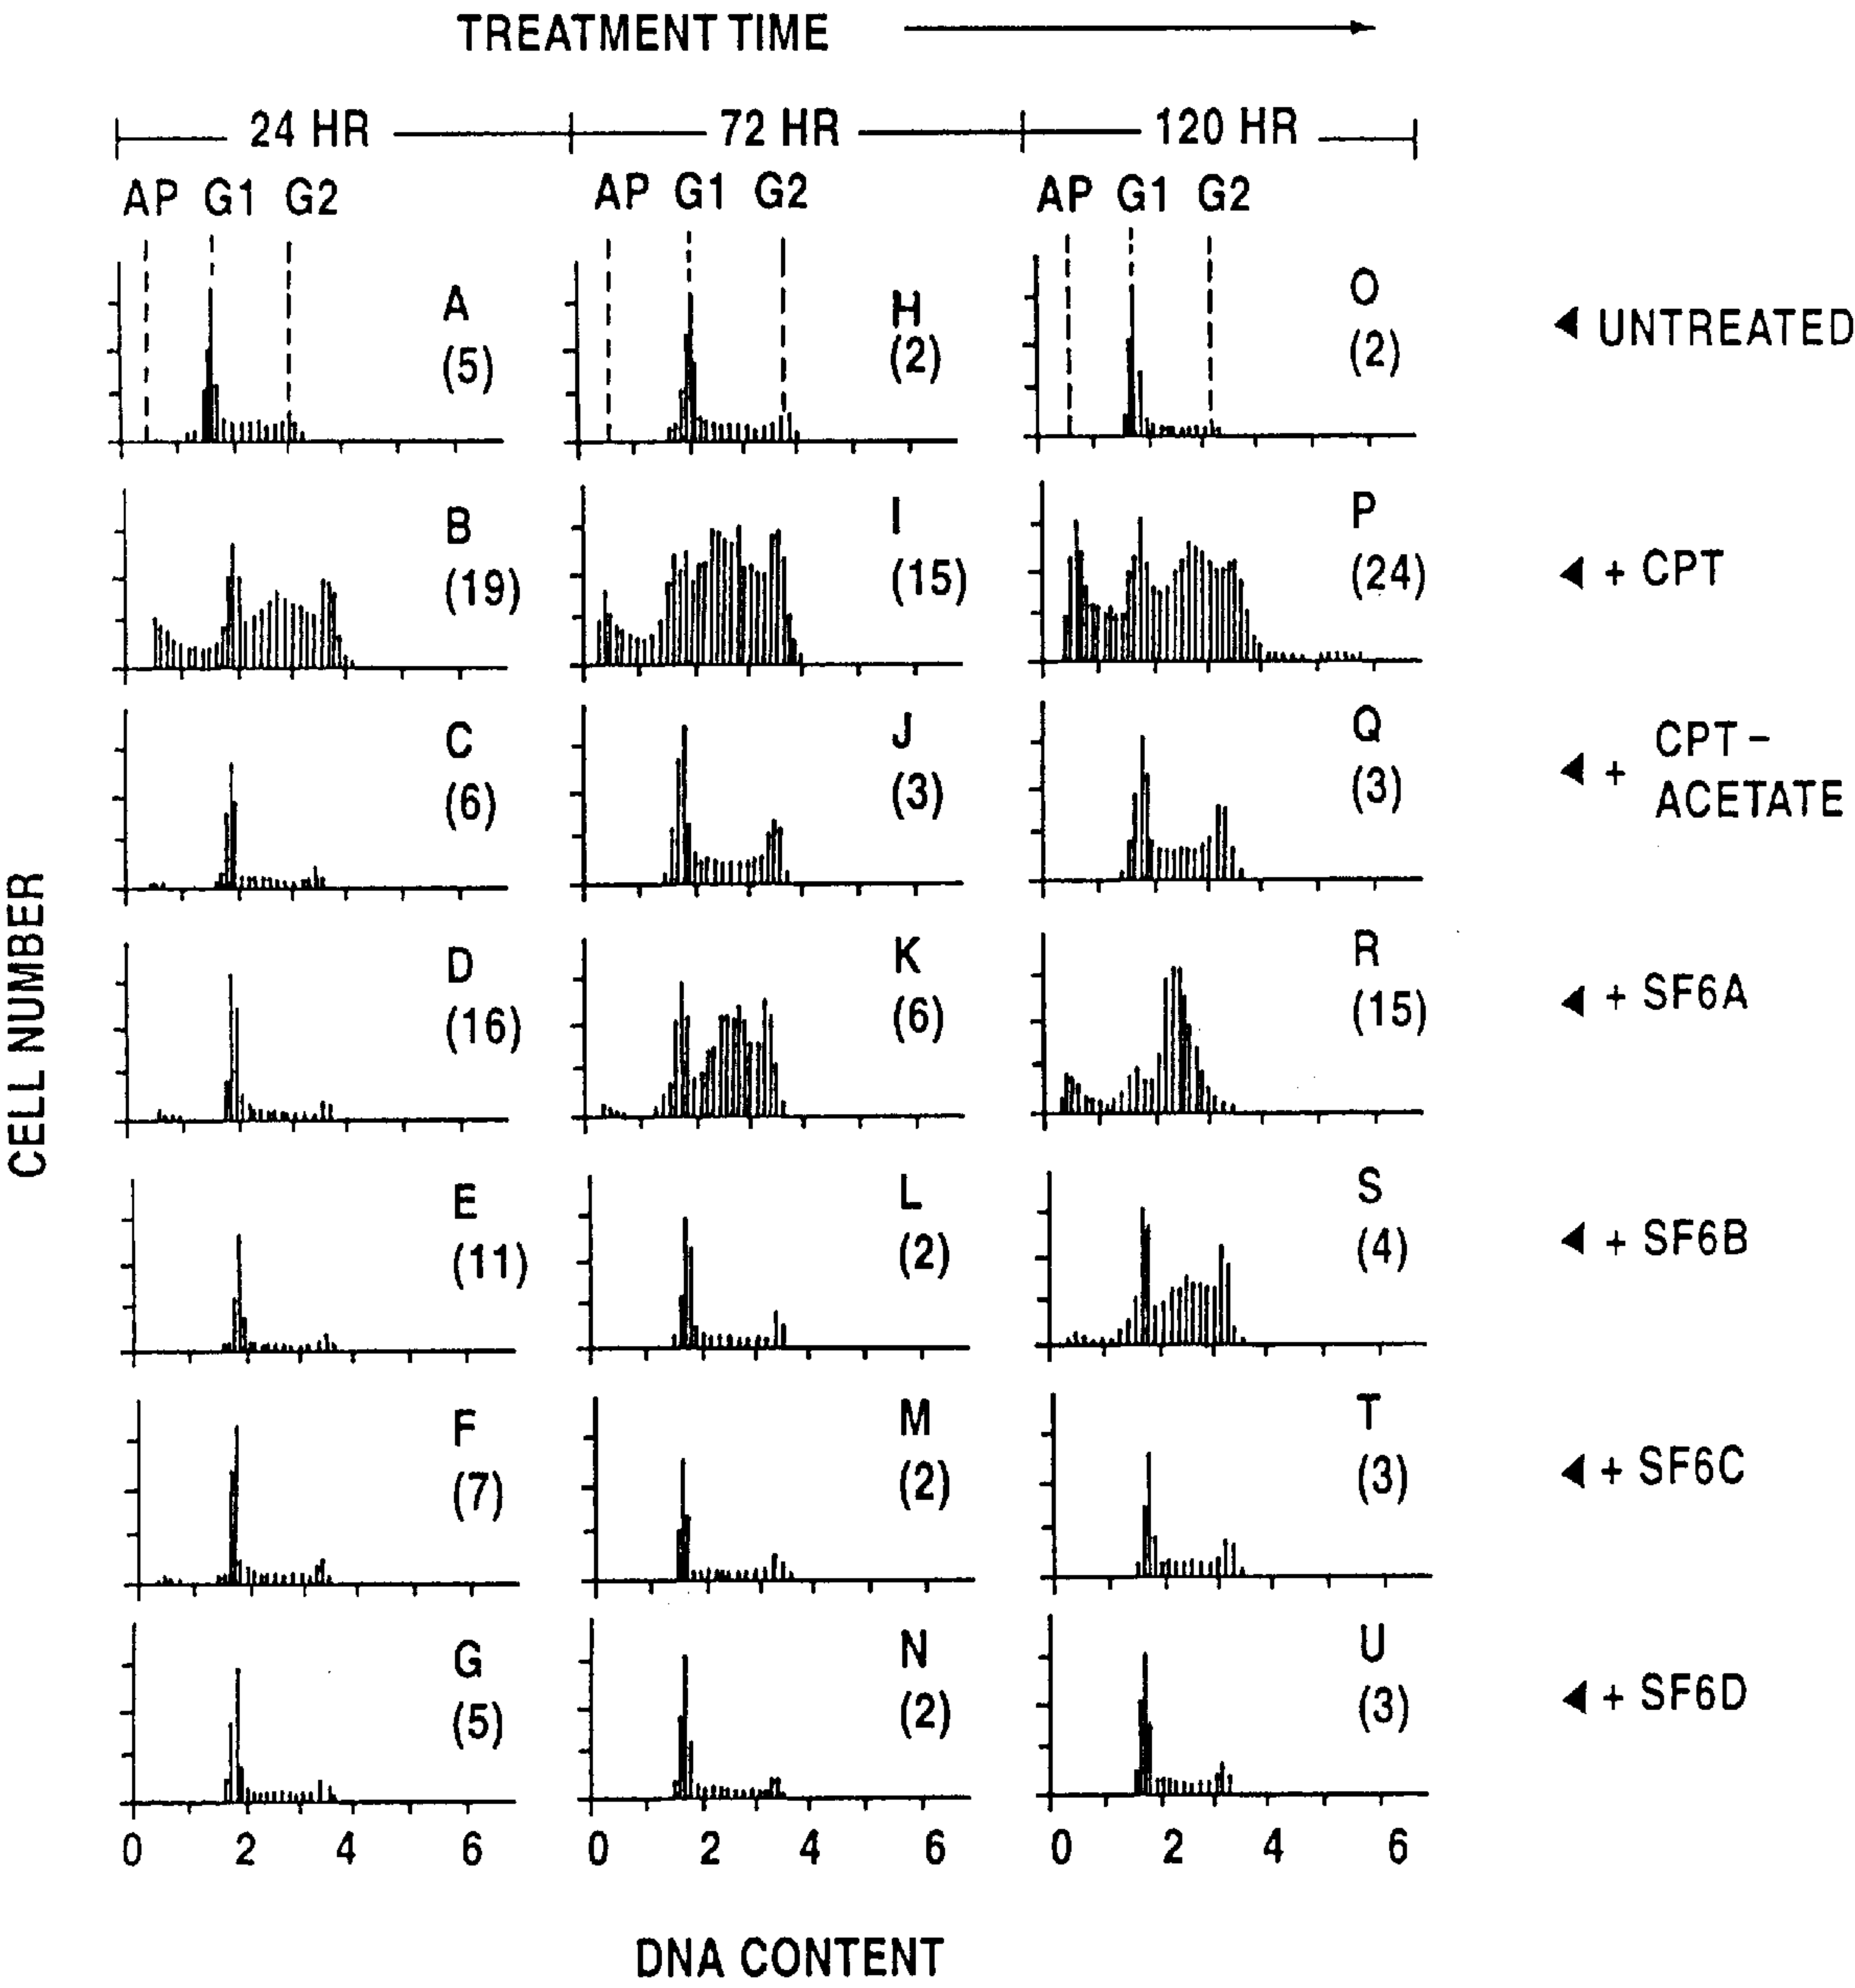 TREATMENT TIME
24 HR 72 HR 120 HR
AP G1 G2 AP G1 G2 AP G1 G2
A
(5)
H
(2)
O
(2)
UNTREATED
B
(19)
I
(15)
P
(24)
+ CPT
C
(6)
J
(3)
Q
(3)
+ CPT –
ACETATE
D
(16)
K
(6)
R
(15)
+ SF6A
E
(11)
L
(2)
S
(4)
+ SF6B
F
(7)
M
(2)
T
(3)
+ SF6C
G
(5)
N
(2)
U
(3)
+ SF6D
0 2 4 6 0 2 4 6 0 2 4 6
CELL NUMBER
DNA CONTENT